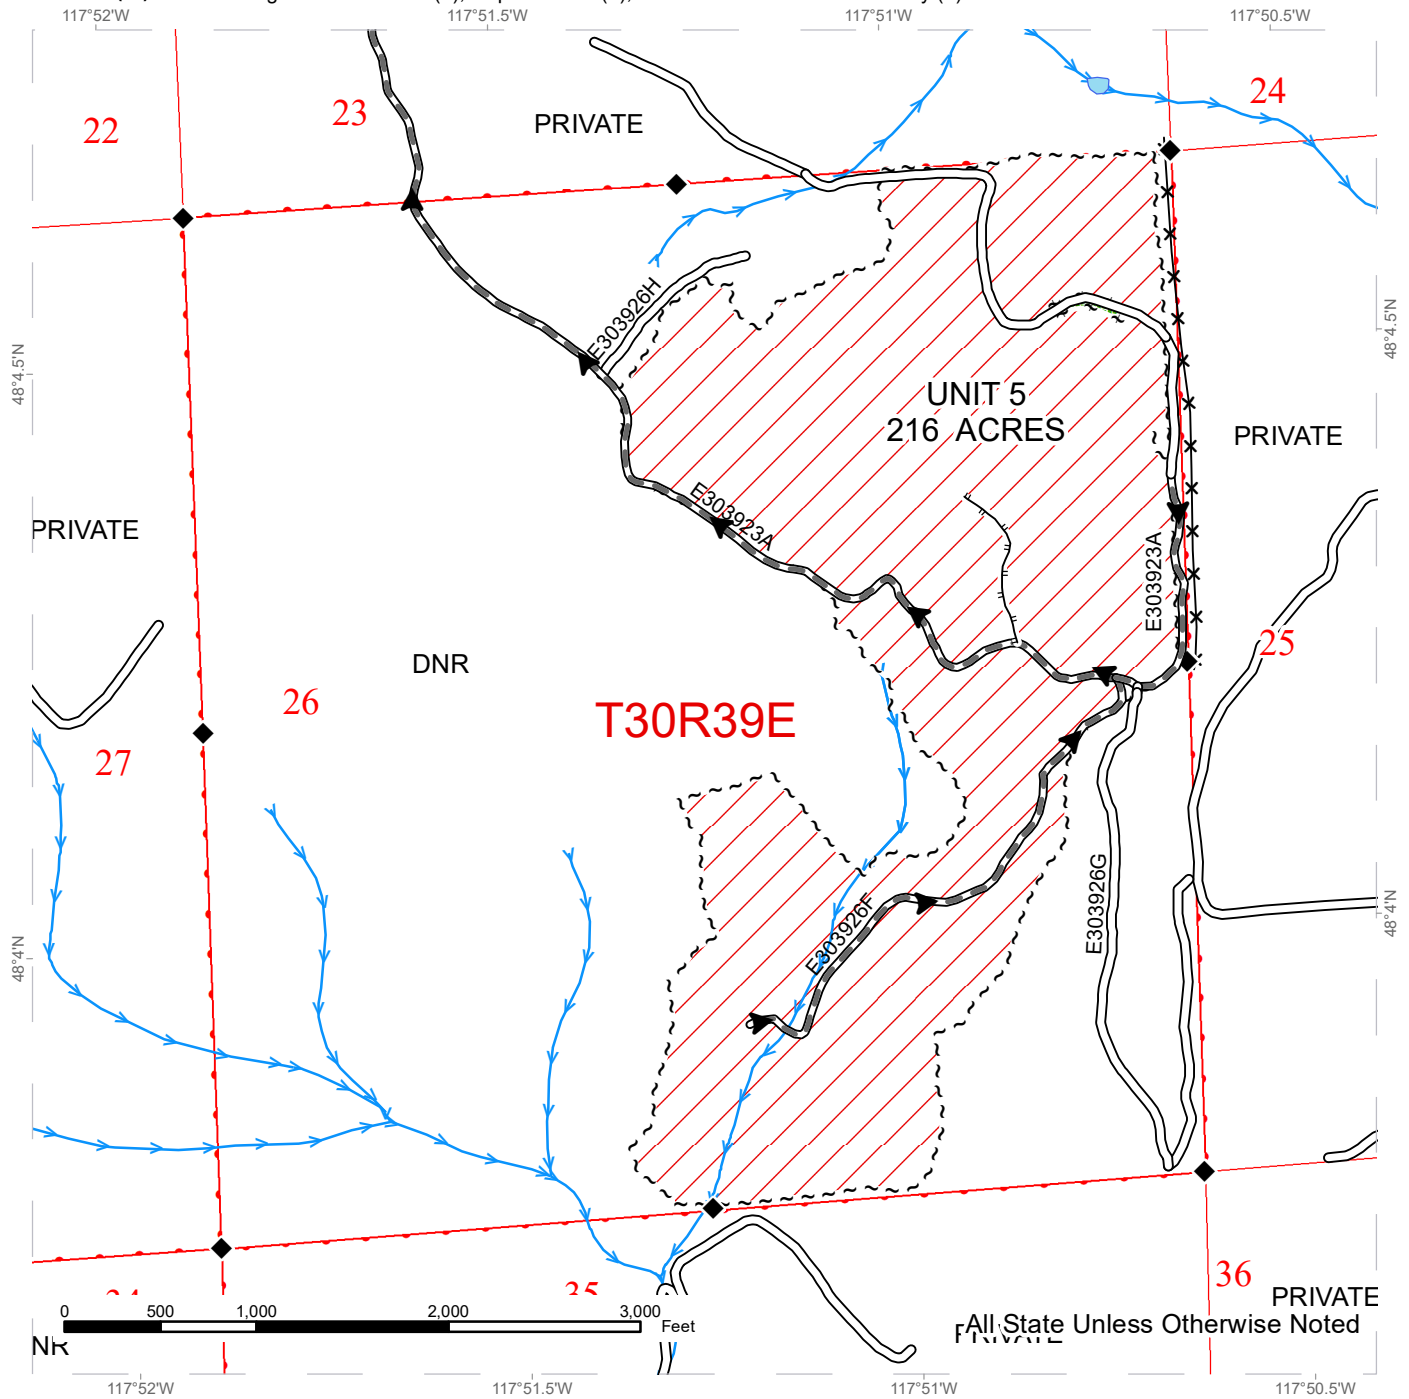 117°52'W
117°51.5'W
117°51'W
117°50.5'W
22
23
PRIVATE
24
48°4.5'N
48°4.5'N
E303926H
UNIT 5
216 ACRES
PRIVATE
PRIVATE
E303923A
E303923A
25
DNR
26
T30R39E
27
E303926G
E303926F
48°4'N
48°4'N
36
35
PRIVATE
0 500 1,000 2,000 3,000
Feet
All State Unless Otherwise Noted
PRIVATE
NR
117°52'W
117°51.5'W
117°51'W
117°50.5'W